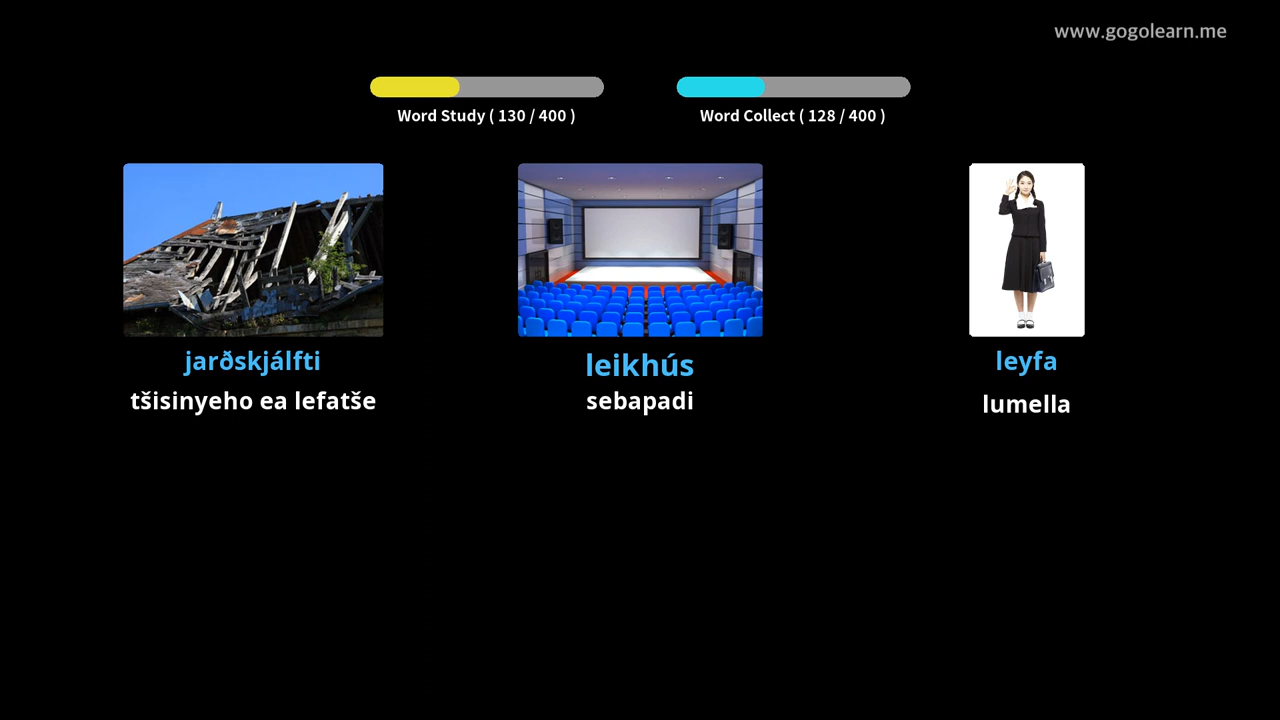 www.gogolearn.me
Word Study ( 130 / 400 )
Word Collect ( 128 / 400 )
jarðskjálfti
tšisinyeho ea lefatše
leikhús
sebapadi
leyfa
lumella